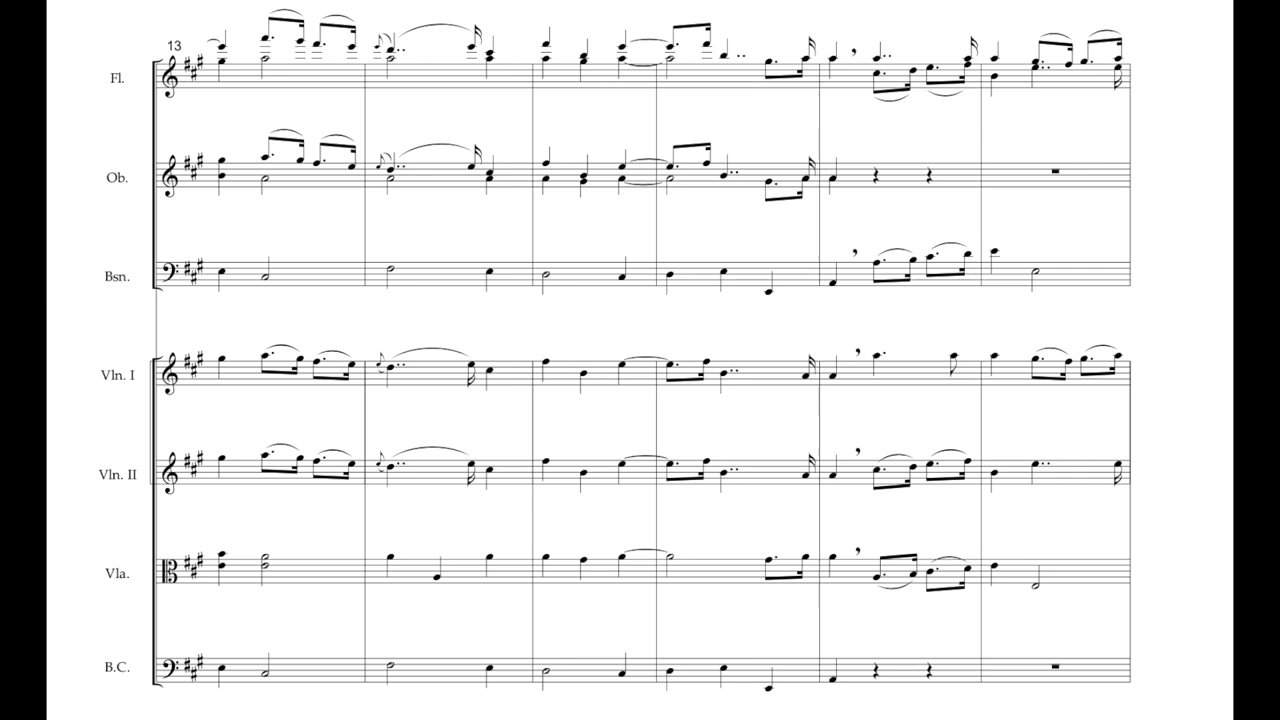 13
Fl.
Ob.
Bsn.
Vln. I
Vln. II
Vla.
B.C.